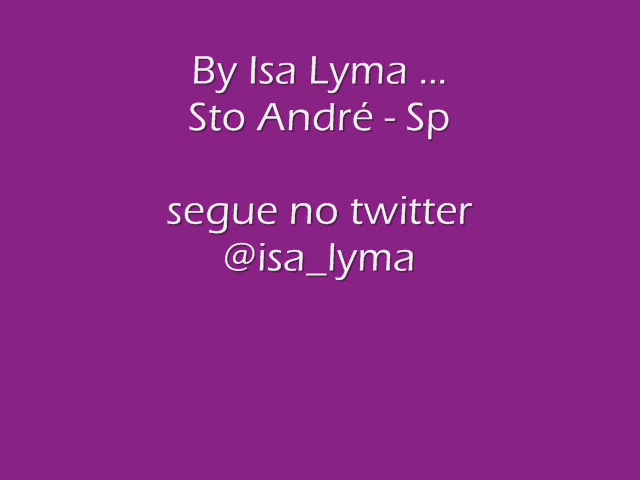 By Isa Lyma ...
Sto André - Sp
segue no twitter
@isa_lyma